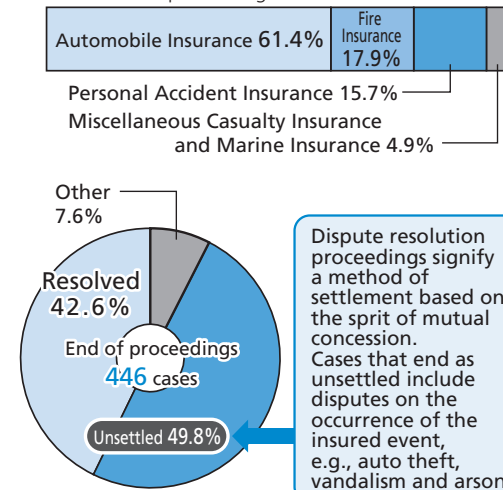 Automobile Insurance 61.4%
Fire
Insurance
17.9%
Personal Accident Insurance 15.7%
Miscellaneous Casualty Insurance
and Marine Insurance 4.9%
Other
7.6%
Resolved
42.6%
End of proceedings
446 cases
Unsettled 49.8%
Dispute resolution
proceedings signify
a method of
settlement based on
the sprit of mutual
concession.
Cases that end as
unsettled include
disputes on the
occurrence of the
insured event,
e.g., auto theft,
vandalism and arson